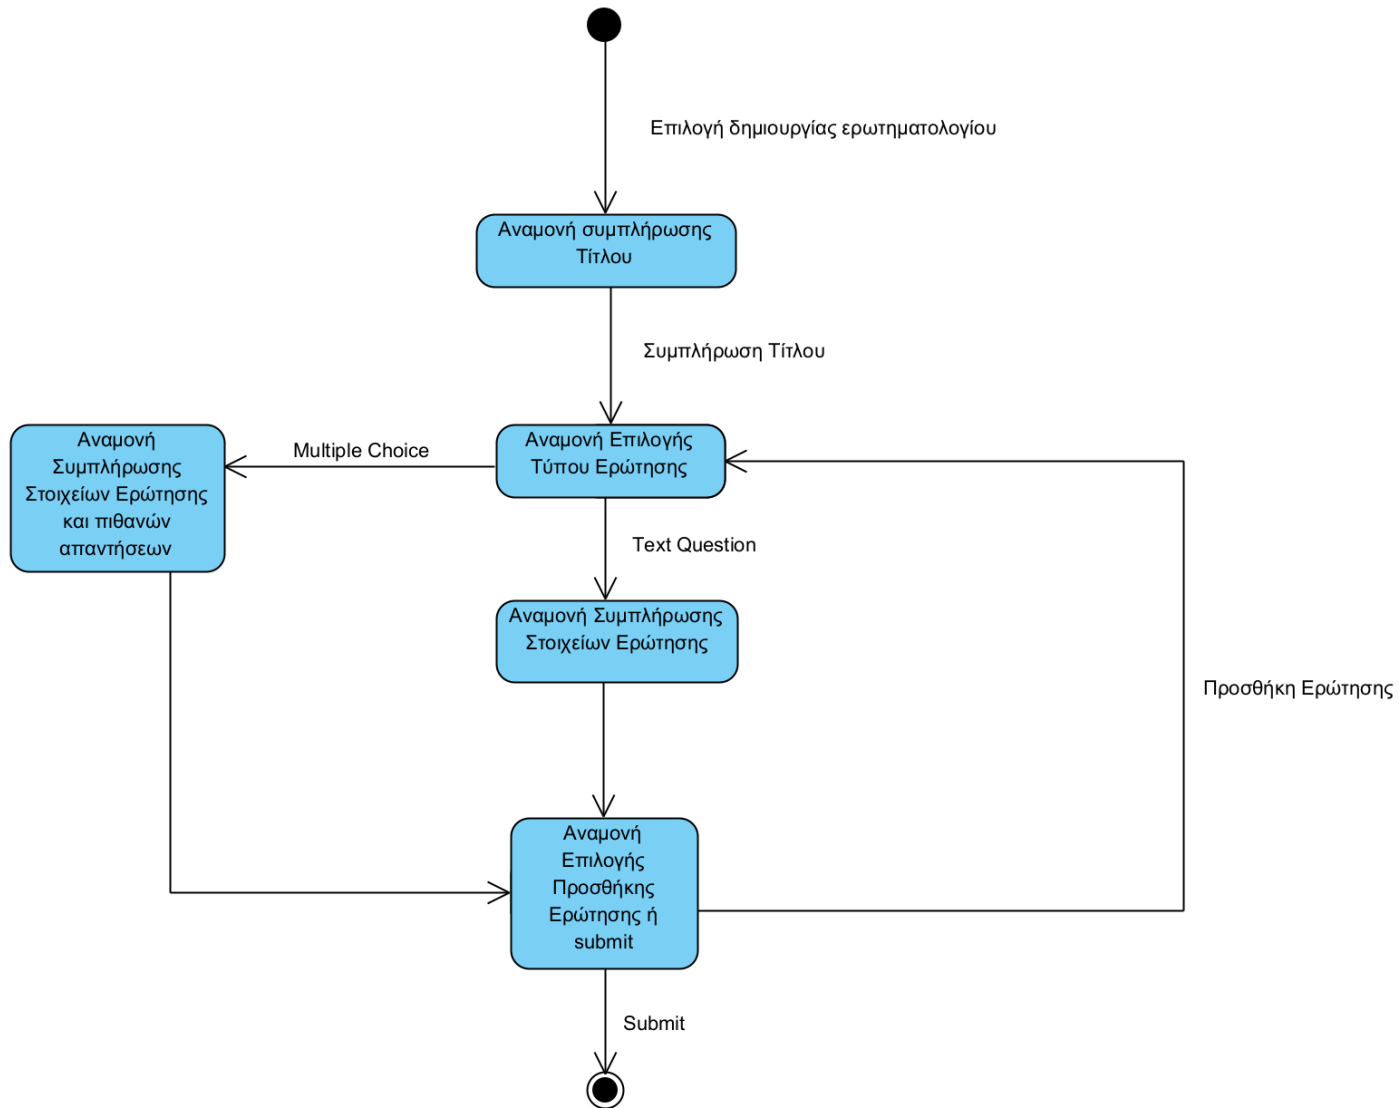 Επιλογή δημιουργίας ερωτηματολογίου
Αναμονή συμπλήρωσης
Τίτλου
Συμπλήρωση Τίτλου
Αναμονή
Συμπλήρωσης
Στοιχείων Ερώτησης
και πιθανών
απαντήσεων
Multiple Choice
Αναμονή Επιλογής
Τύπου Ερώτησης
Text Question
Αναμονή Συμπλήρωσης
Στοιχείων Ερώτησης
Προσθήκη Ερώτησης
Αναμονή
Επιλογής
Προσθήκης
Ερώτησης ή
submit
Submit